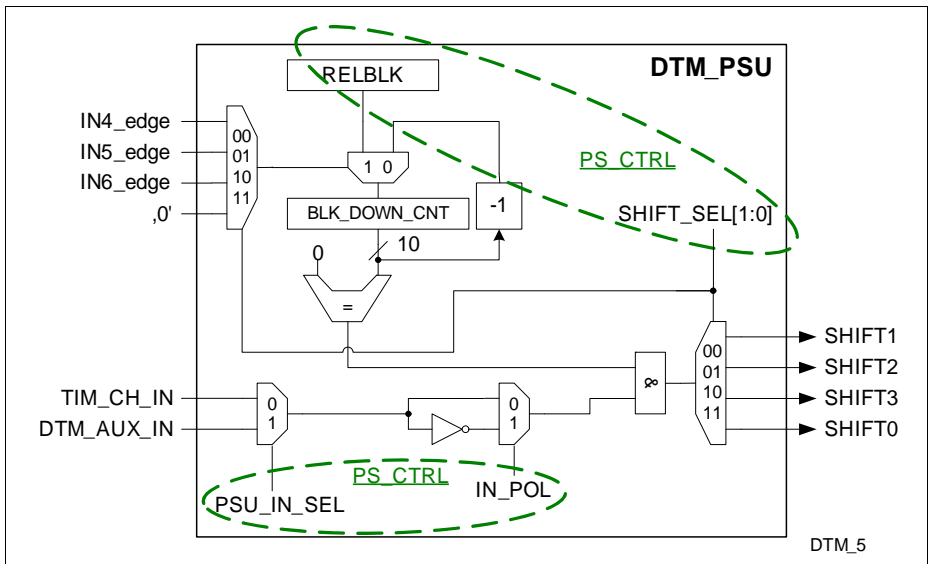 DTM_PSU
RELBLK
IN4_edge
IN5_edge
IN6_edge
‚0'
00
01
10
11
1 0
PS_CTRL
-1
BLK_DOWN_CNT
SHIFT_SEL[1:0]
10
0
=
SHIFT1
SHIFT2
SHIFT3
SHIFT0
00
01
10
11
&
TIM_CH_IN
DTM_AUX_IN
0
1
0
1
PS_CTRL
PSU_IN_SEL
IN_POL
DTM_5